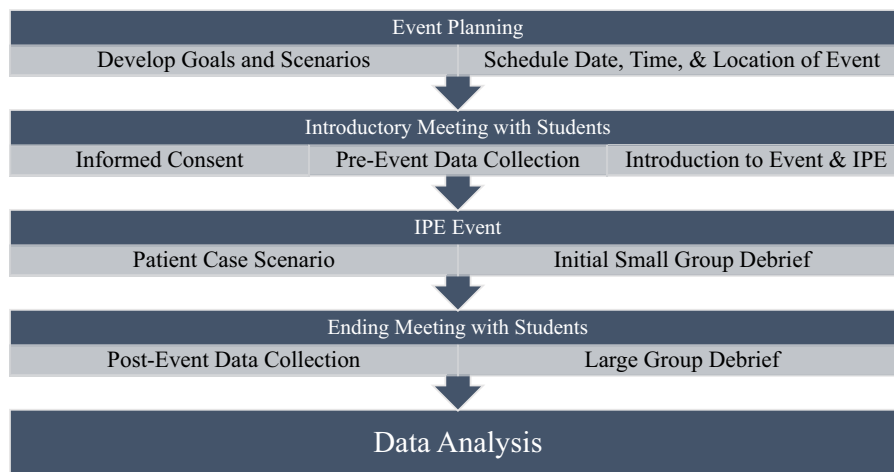 Event Planning
Develop Goals and Scenarios
Schedule Date, Time, & Location of Event
Introductory Meeting with Students
Informed Consent
Pre-Event Data Collection
Introduction to Event & IPE
IPE Event
Patient Case Scenario
Initial Small Group Debrief
Ending Meeting with Students
Post-Event Data Collection
Large Group Debrief
Data Analysis